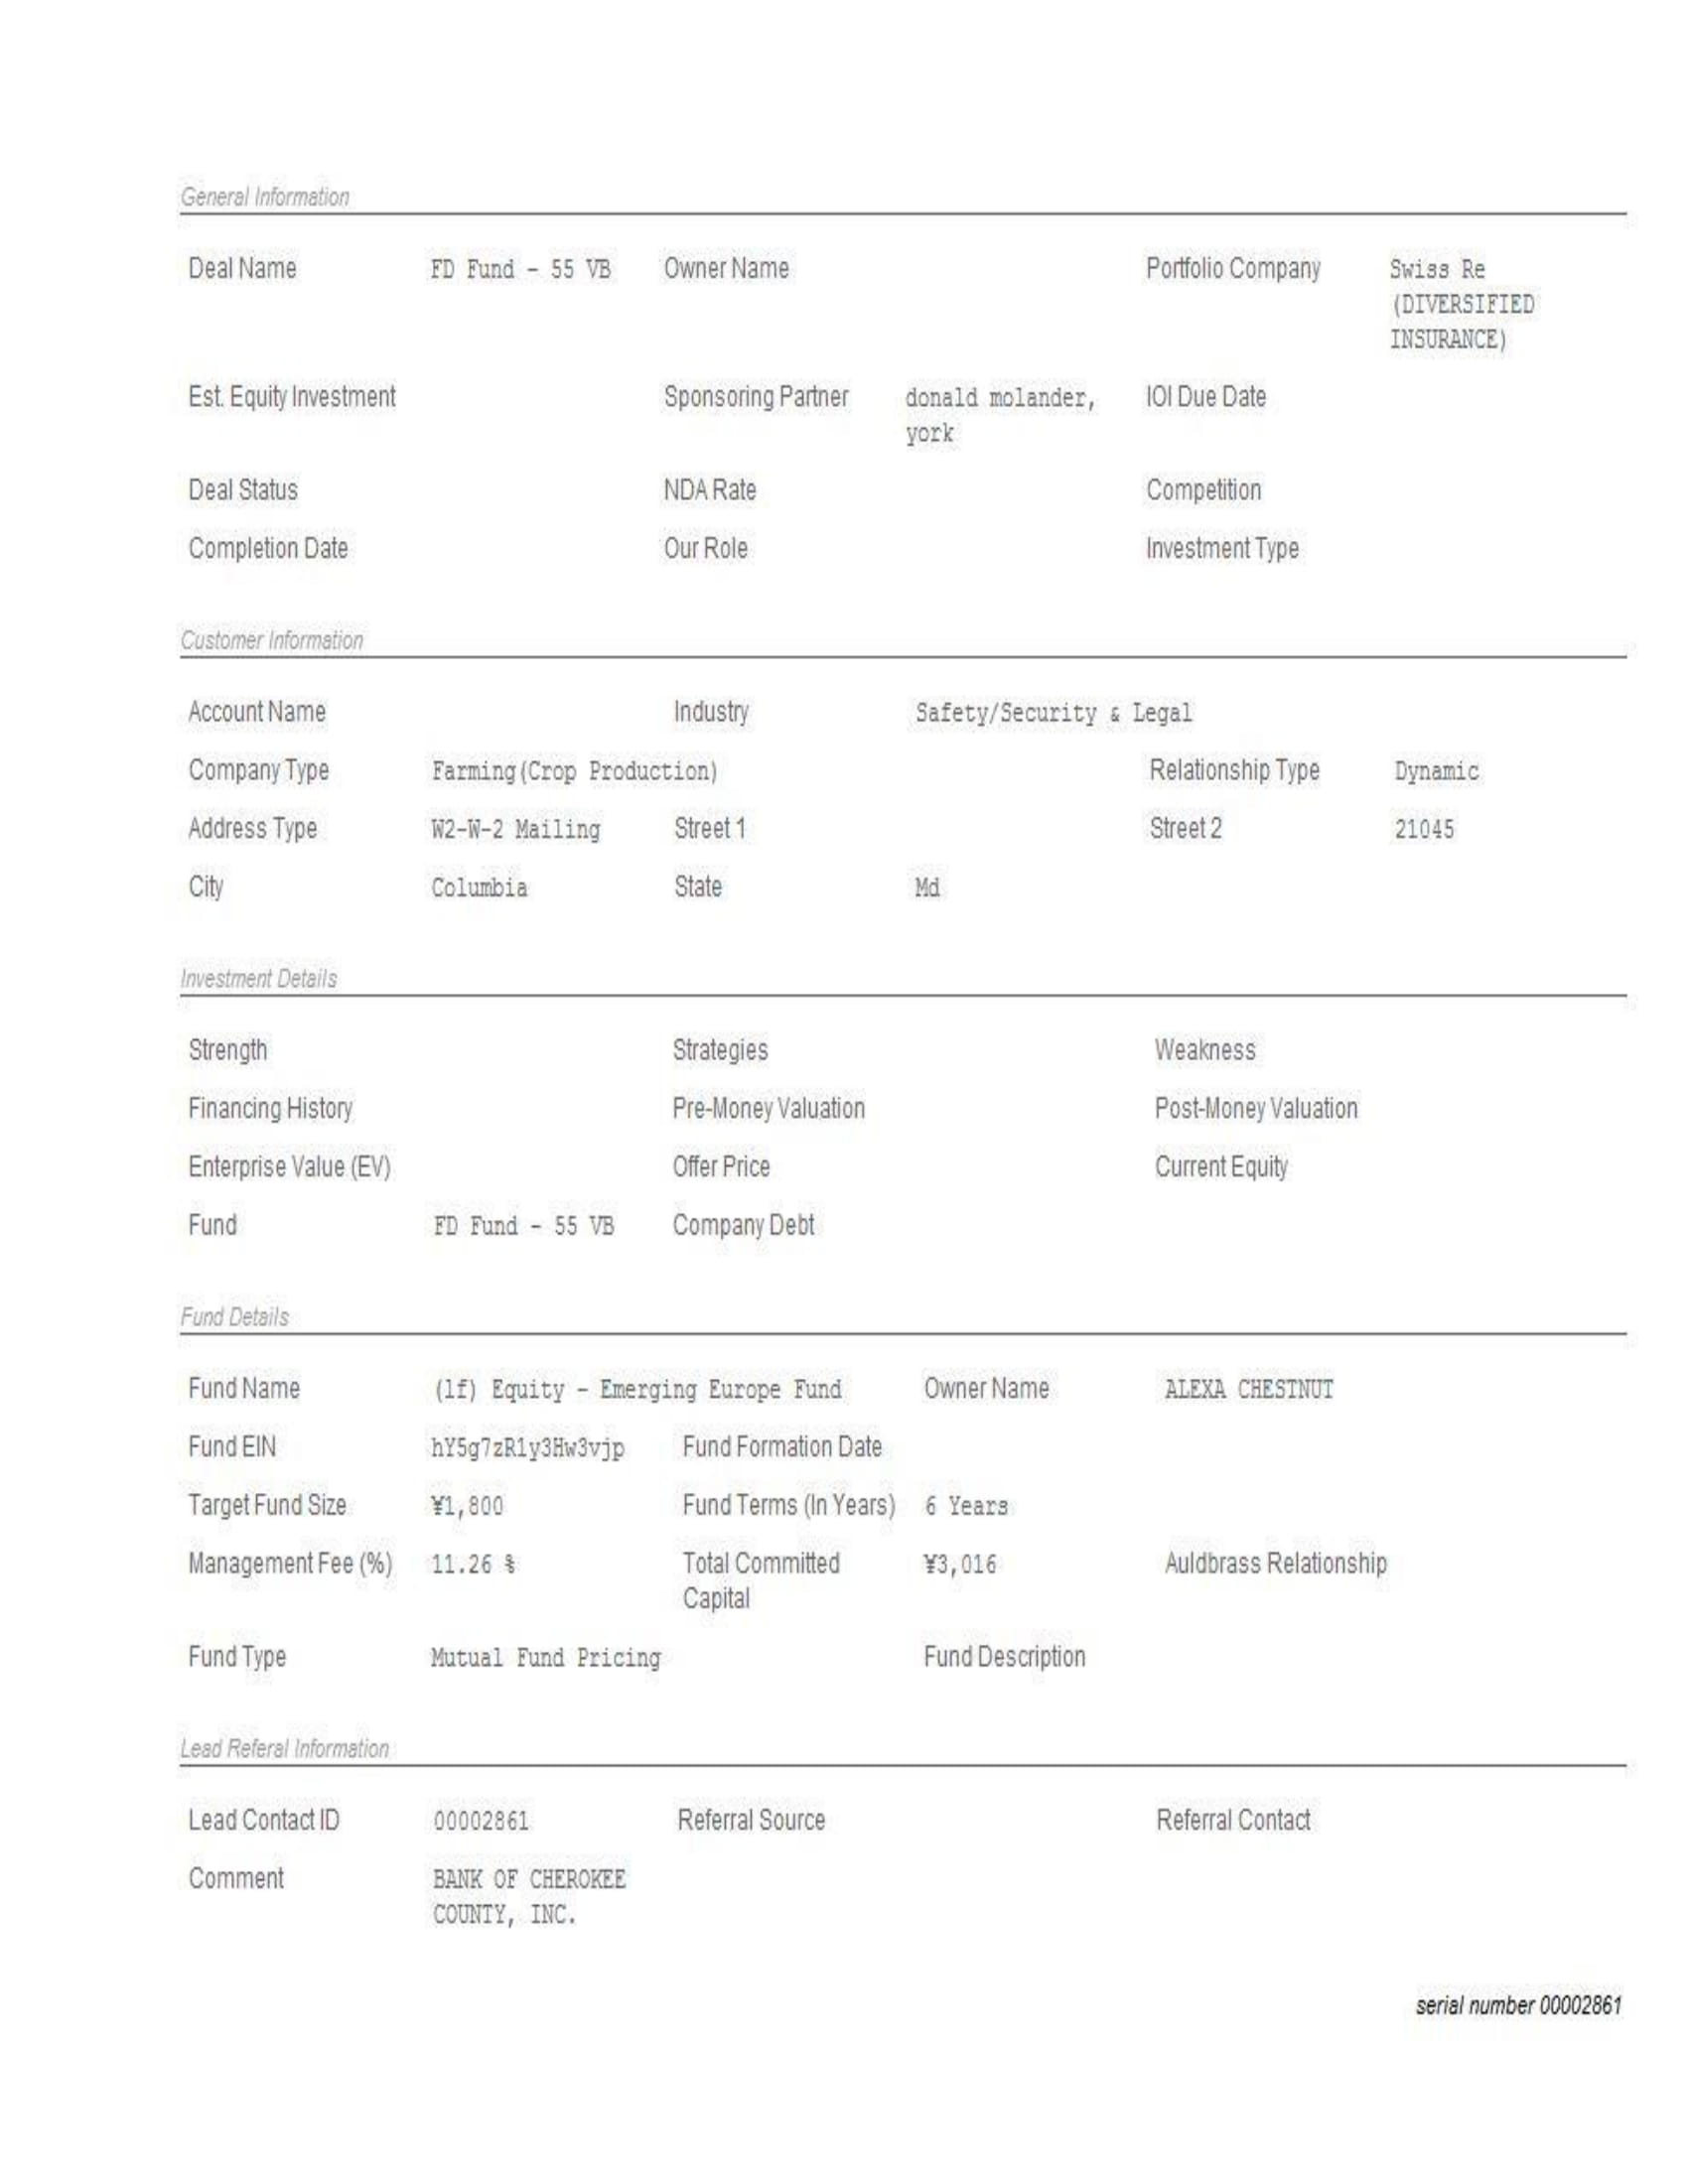 General Information
Deal Name FD Fund - 55 VB Owner Name Portfolio Company Swiss Re
(DIVERSIFIED
INSURANCE)
Est. Equity Investment Sponsoring Partner donald molander, IOI Due Date
york
Deal Status NDA Rate Competition
Completion Date Our Role Investment Type
Customer Information
Account Name Industry Safety/Security & Legal
Company Type Farming(Crop Production) Relationship Type Dynamic
Address Type W2-W-2 Mailing Street 1 Street 2 21045
City Columbia State Md
Investment Details
Strength Strategies Weakness
Financing History Pre-Money Valuation Post-Money Valuation
Enterprise Value (EV) Offer Price Current Equity
Fund FD Fund - 55 VB Company Debt
Fund Details
Fund Name (lf) Equity - Emerging Europe Fund Owner Name ALEXA CHESTNUT
Fund EIN hY5g7zR1y3Hw3vjp Fund Formation Date
Target Fund Size ¥1,800 Fund Terms (In Years) 6 Years
Management Fee (%) 11.26 % Total Committed ¥3,016 Auldbrass Relationship
Capital
Fund Type Mutual Fund Pricing Fund Description
Lead Referal Information
Lead Contact ID 00002861 Referral Source Referral Contact
Comment BANK OF CHEROKEE
COUNTY, INC.
serial number 00002861